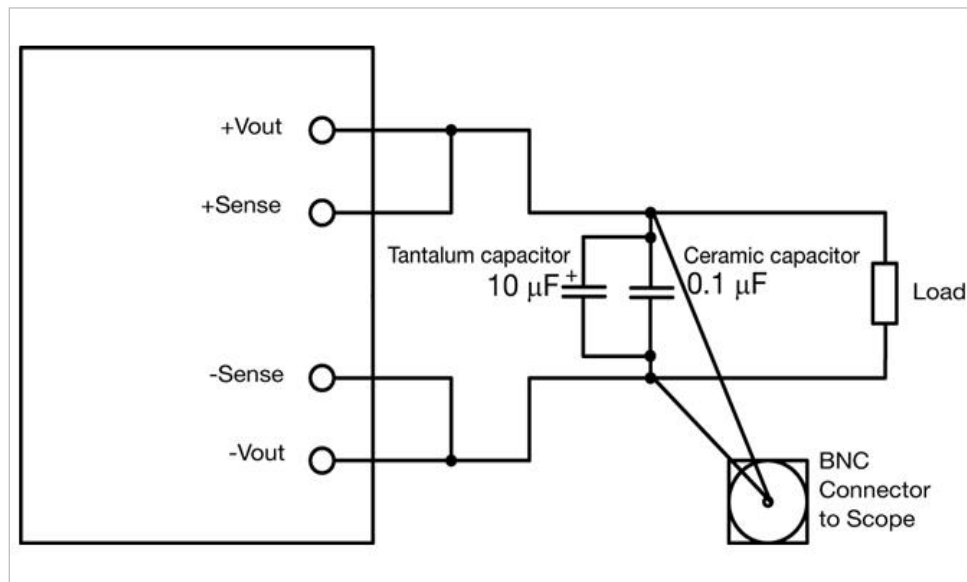 +Vout
+Sense
Tantalum capacitor
10 μF
+
Ceramic capacitor
0.1 μF
Load
-Sense
-Vout
BNC
Connector
to Scope